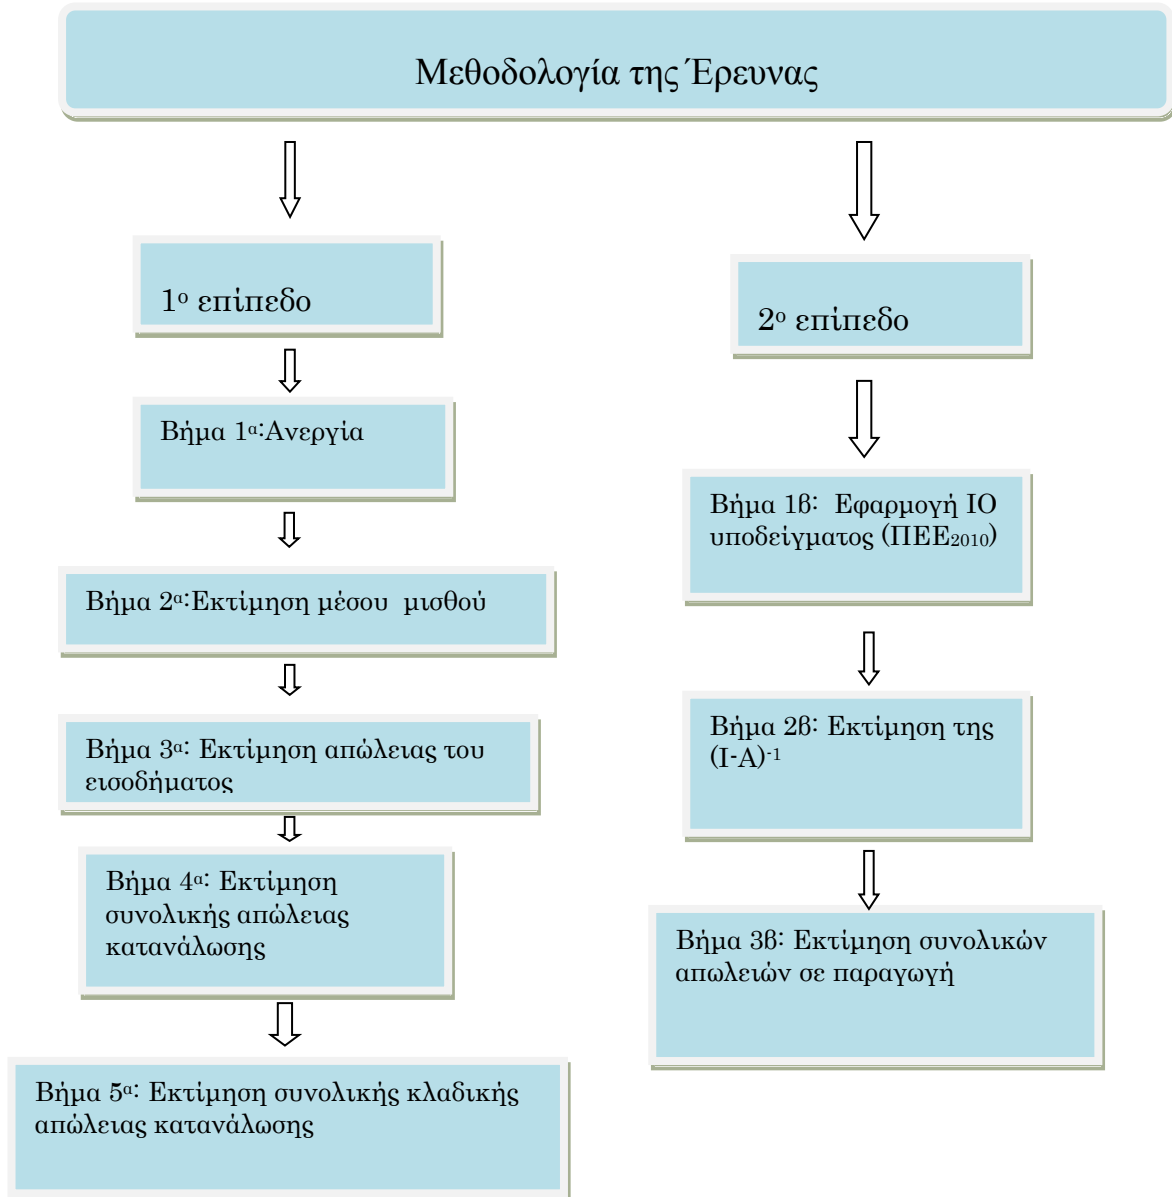 Μεθοδολογία της Έρευνας
1ο επίπεδο
Βήμα 1α:Ανεργία
Βήμα 2α:Εκτίμηση μέσου μισθού
Βήμα 3α: Εκτίμηση απώλειας του
εισοδήματος
Βήμα 4α: Εκτίμηση
συνολικής απώλειας
κατανάλωσης
Βήμα 5α: Εκτίμηση συνολικής κλαδικής
απώλειας κατανάλωσης
2ο επίπεδο
Βήμα 1β: Εφαρμογή ΙΟ
υποδείγματος (ΠΕΕ2010)
Βήμα 2β: Εκτίμηση της
(I-A)-1
Βήμα 3β: Εκτίμηση συνολικών
απωλειών σε παραγωγή